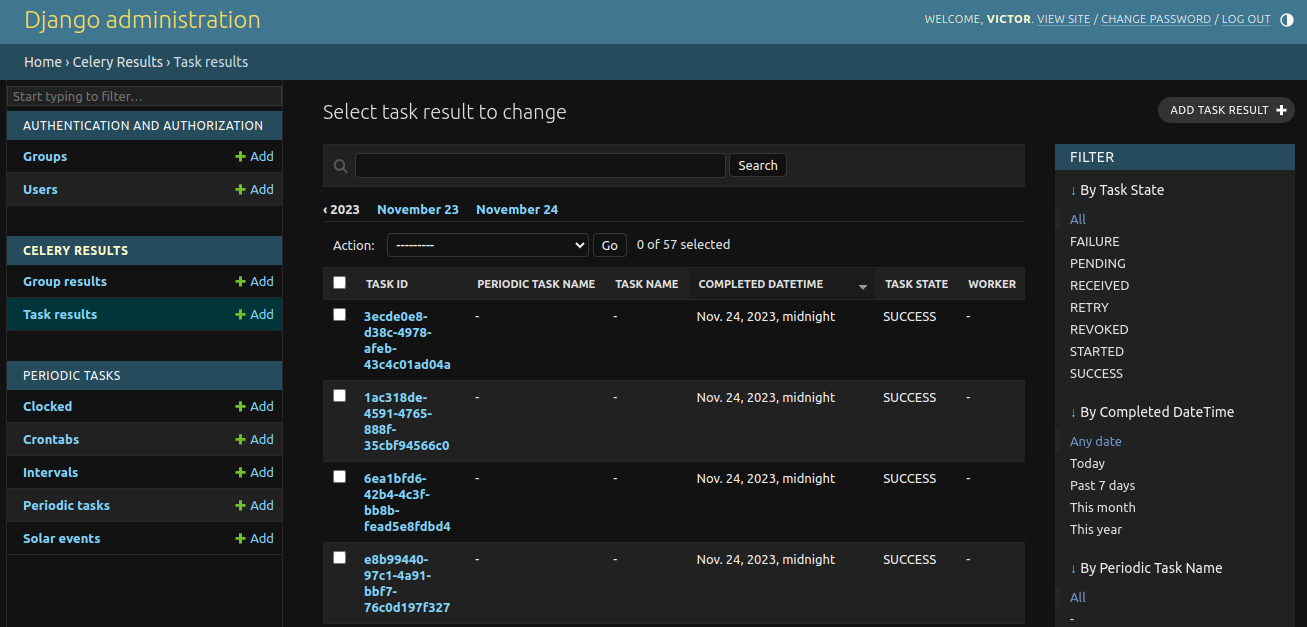 Django administration
WELCOME, VICTOR. VIEW SITE / CHANGE PASSWORD / LOG OUT
Home › Celery Results › Task results
Start typing to filter…
AUTHENTICATION AND AUTHORIZATION
Groups + Add
Users + Add
CELERY RESULTS
Group results + Add
Task results + Add
PERIODIC TASKS
Clocked + Add
Crontabs + Add
Intervals + Add
Periodic tasks + Add
Solar events + Add
Select task result to change
ADD TASK RESULT +
Search
‹ 2023 November 23 November 24
Action: --------- Go 0 of 57 selected
TASK ID PERIODIC TASK NAME TASK NAME COMPLETED DATETIME TASK STATE WORKER
3ecde0e8- - - Nov. 24, 2023, midnight SUCCESS -
d38c-4978-
afeb-
43c4c01ad04a
1ac318de- - - Nov. 24, 2023, midnight SUCCESS -
4591-4765-
888f-
35cbf94566c0
6ea1bfd6- - - Nov. 24, 2023, midnight SUCCESS -
42b4-4c3f-
bb8b-
fead5e8fdbd4
e8b99440- - - Nov. 24, 2023, midnight SUCCESS -
97c1-4a91-
bbf7-
76c0d197f327
FILTER
↓ By Task State
All
FAILURE
PENDING
RECEIVED
RETRY
REVOKED
STARTED
SUCCESS
↓ By Completed DateTime
Any date
Today
Past 7 days
This month
This year
↓ By Periodic Task Name
All
-